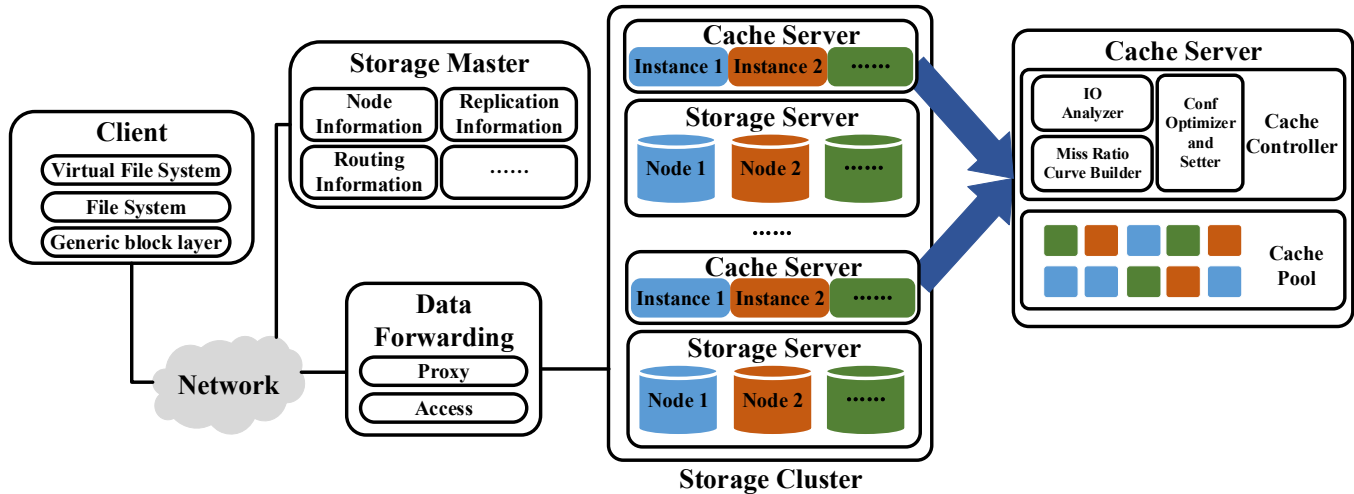 Client
Virtual File System
File System
Generic block layer
Network
Storage Master
Node
Information
Replication
Information
Routing
Information
......
Data
Forwarding
Proxy
Access
Cache Server
Instance 1
Instance 2
......
Storage Server
Node 1
Node 2
......
......
Cache Server
Instance 1
Instance 2
......
Storage Server
Node 1
Node 2
......
Storage Cluster
Cache Server
IO
Analyzer
Miss Ratio
Curve Builder
Conf
Optimizer
and
Setter
Cache
Controller
Cache
Pool